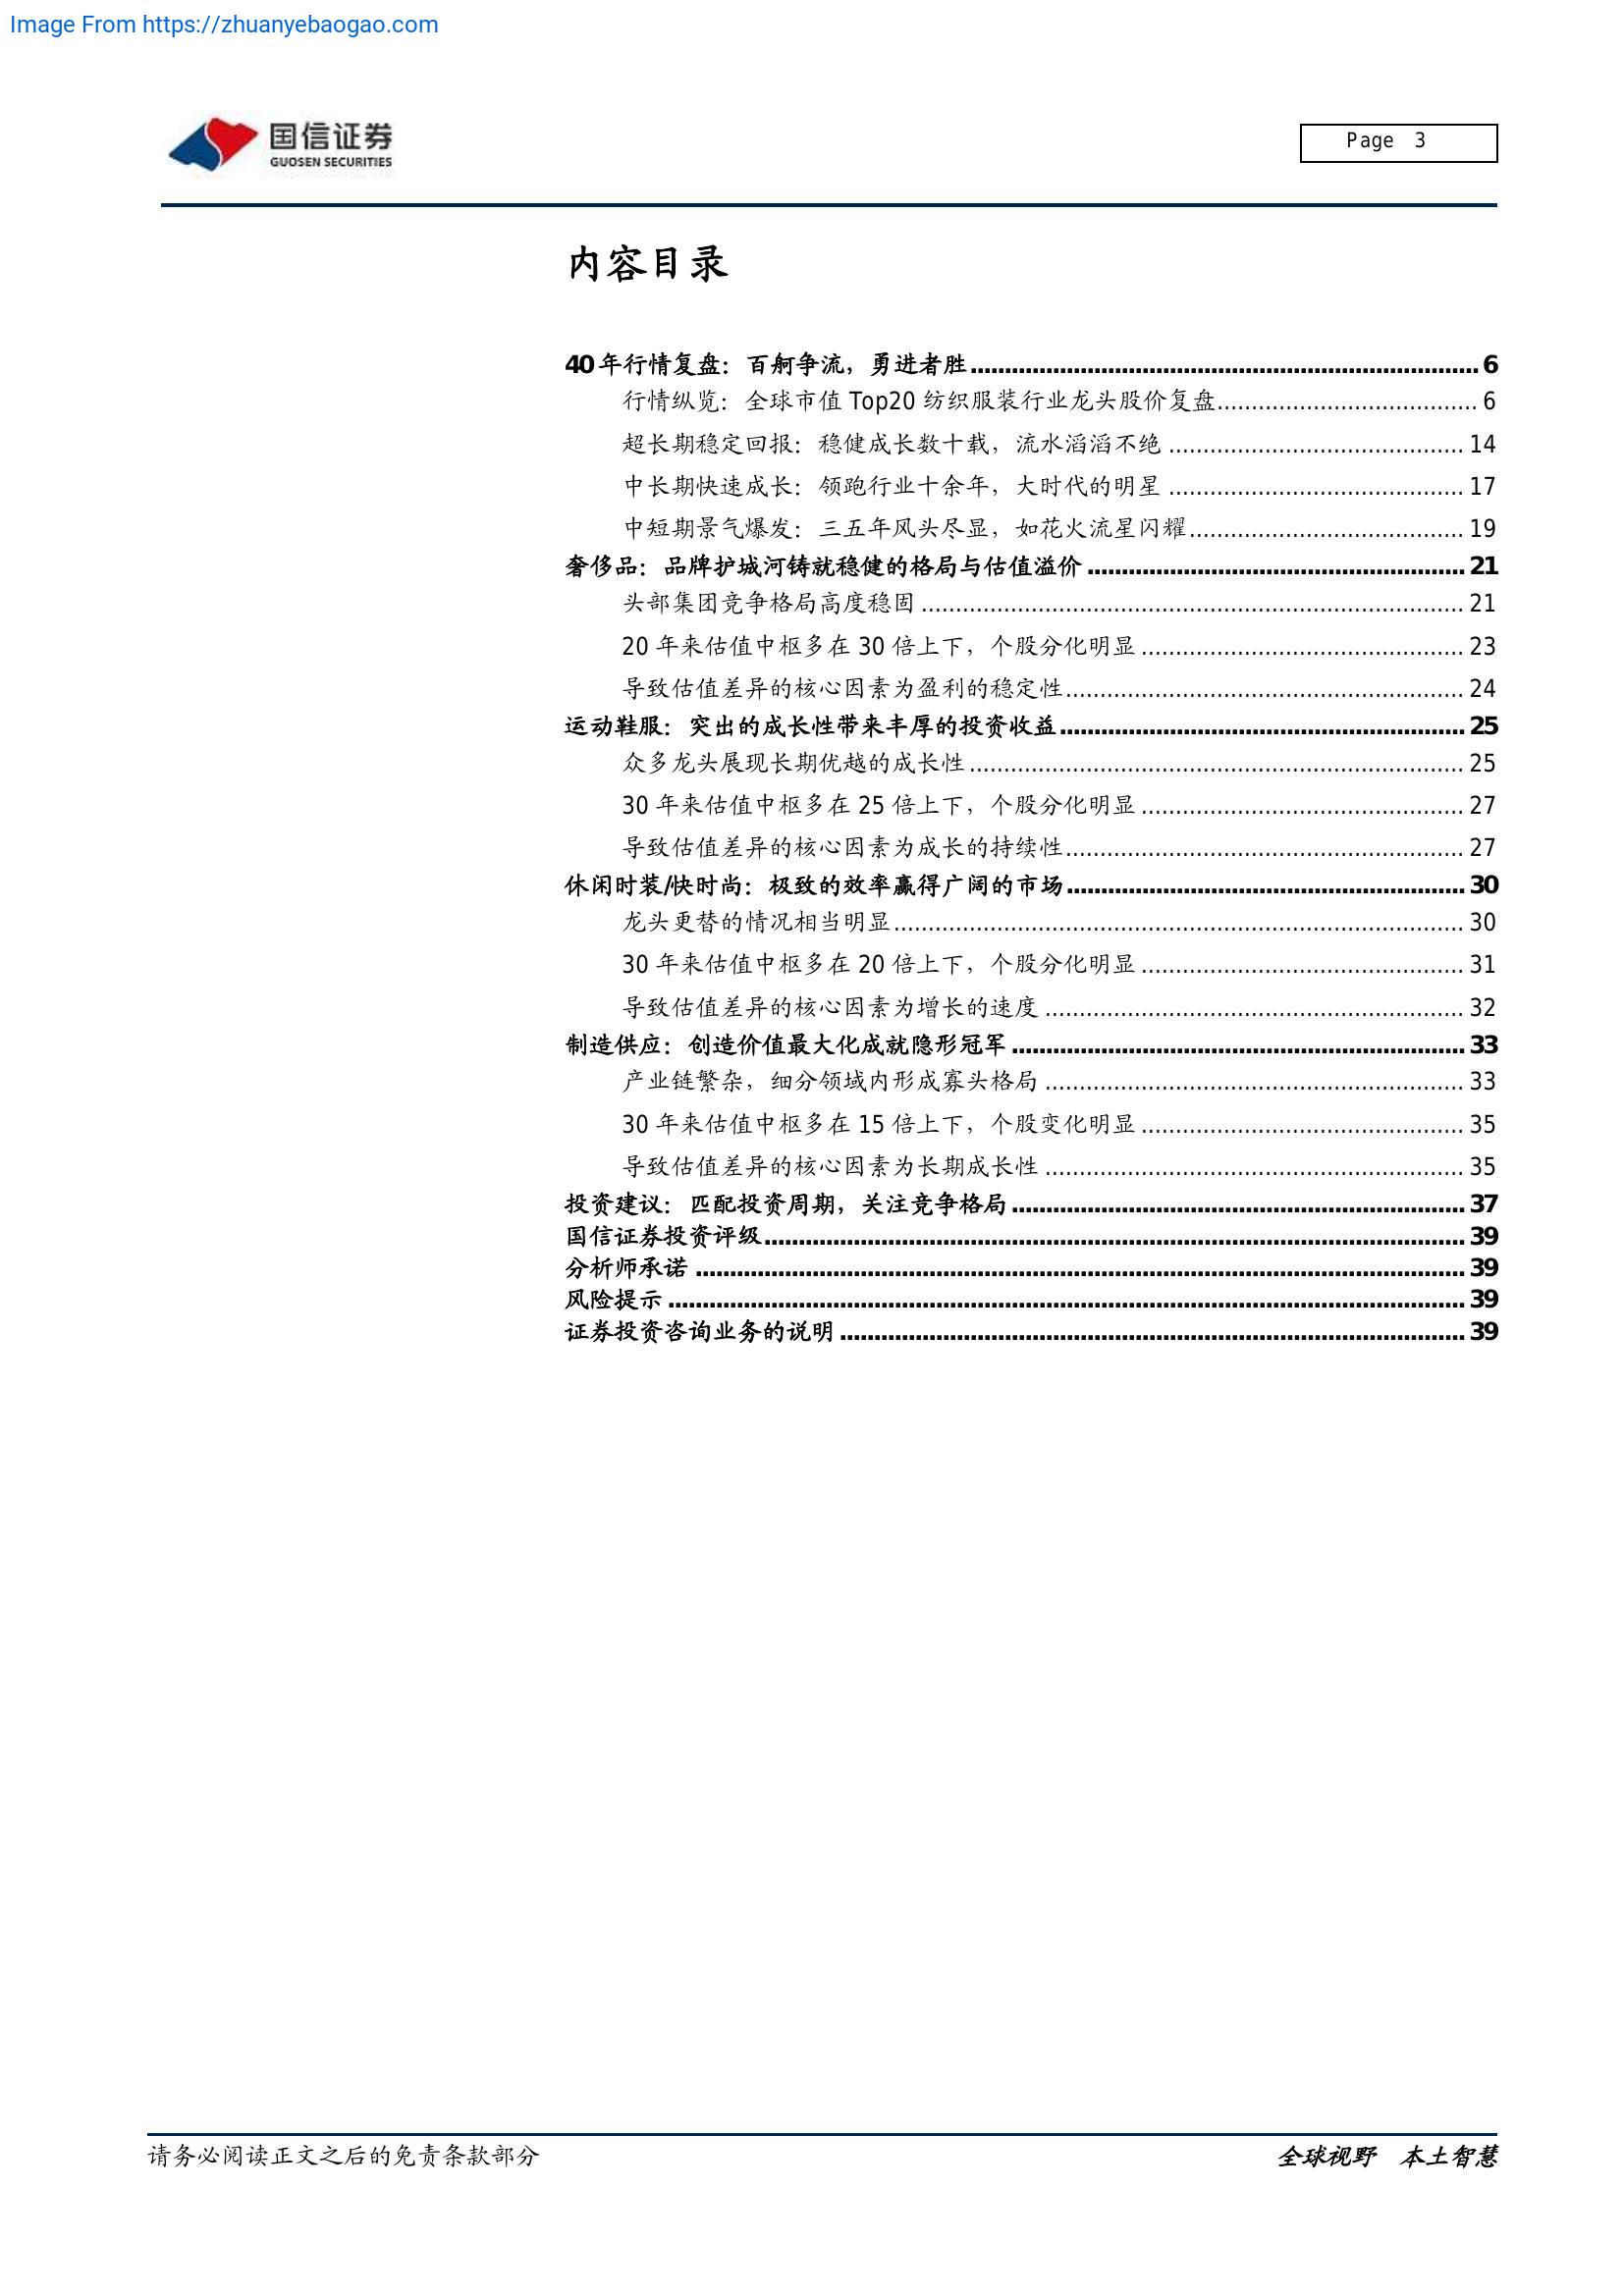 Image From https://zhuanyebaogao.com
国信证券
GUOSEN SECURITIES
Page 3
内容目录
40年行情复盘：百舸争流，勇进者胜 6
行情纵览：全球市值 Top20 纺织服装行业龙头股价复盘 6
超长期稳定回报：稳健成长数十载，流水滔滔不绝 14
中长期快速成长：领跑行业十余年，大时代的明星 17
中短期景气爆发：三五年风头尽显，如花火流星闪耀 19
奢侈品：品牌护城河铸就稳健的格局与估值溢价 21
头部集团竞争格局高度稳固 21
20 年来估值中枢多在 30 倍上下，个股分化明显 23
导致估值差异的核心因素为盈利的稳定性 24
运动鞋服：突出的成长性带来丰厚的投资收益 25
众多龙头展现长期优越的成长性 25
30 年来估值中枢多在 25 倍上下，个股分化明显 27
导致估值差异的核心因素为成长的持续性 27
休闲时装/快时尚：极致的效率赢得广阔的市场 30
龙头更替的情况相当明显 30
30 年来估值中枢多在 20 倍上下，个股分化明显 31
导致估值差异的核心因素为增长的速度 32
制造供应：创造价值最大化成就隐形冠军 33
产业链繁杂，细分领域内形成寡头格局 33
30 年来估值中枢多在 15 倍上下，个股变化明显 35
导致估值差异的核心因素为长期成长性 35
投资建议：匹配投资周期，关注竞争格局 37
国信证券投资评级 39
分析师承诺 39
风险提示 39
证券投资咨询业务的说明 39
请务必阅读正文之后的免责条款部分
全球视野 本土智慧